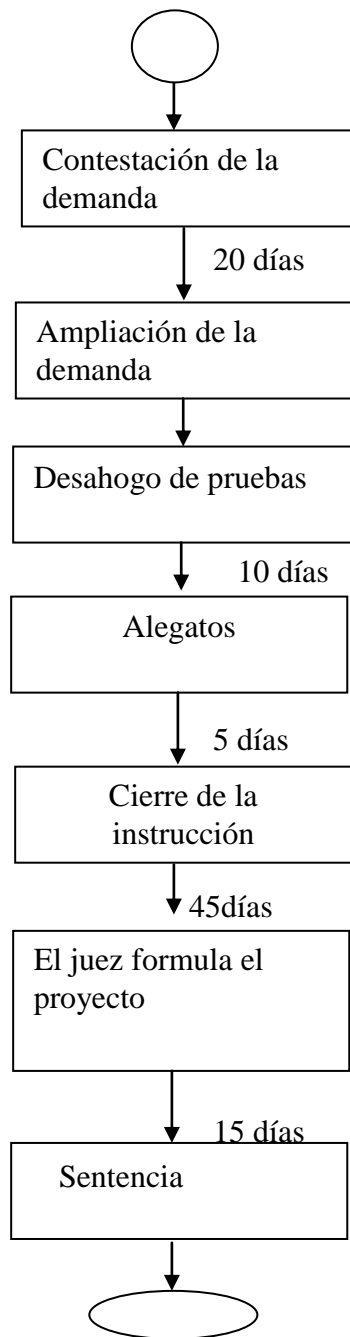 Contestación de la
demanda
20 días
Ampliación de la
demanda
Desahogo de pruebas
10 días
Alegatos
5 días
Cierre de la
instrucción
45días
El juez formula el
proyecto
15 días
Sentencia